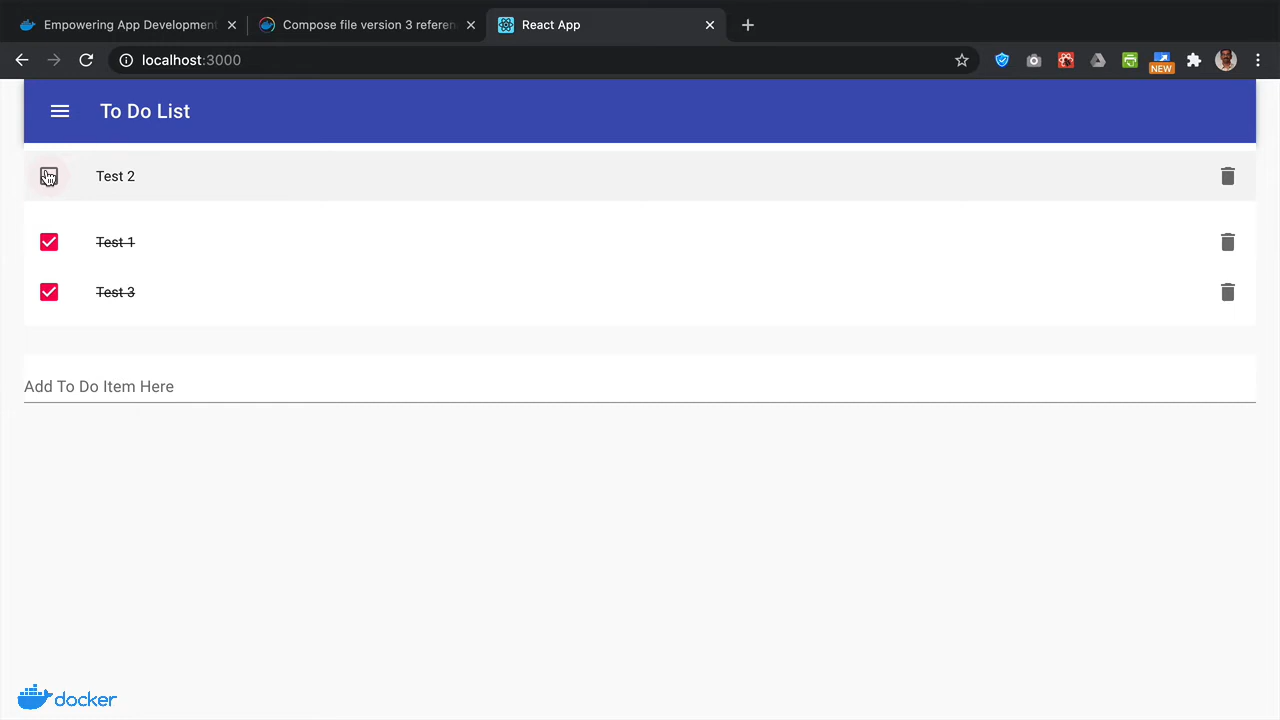 Empowering App Development
Compose file version 3 referen
React App
localhost:3000
NEW
To Do List
Test 2
Test 1
Test 3
Add To Do Item Here
docker